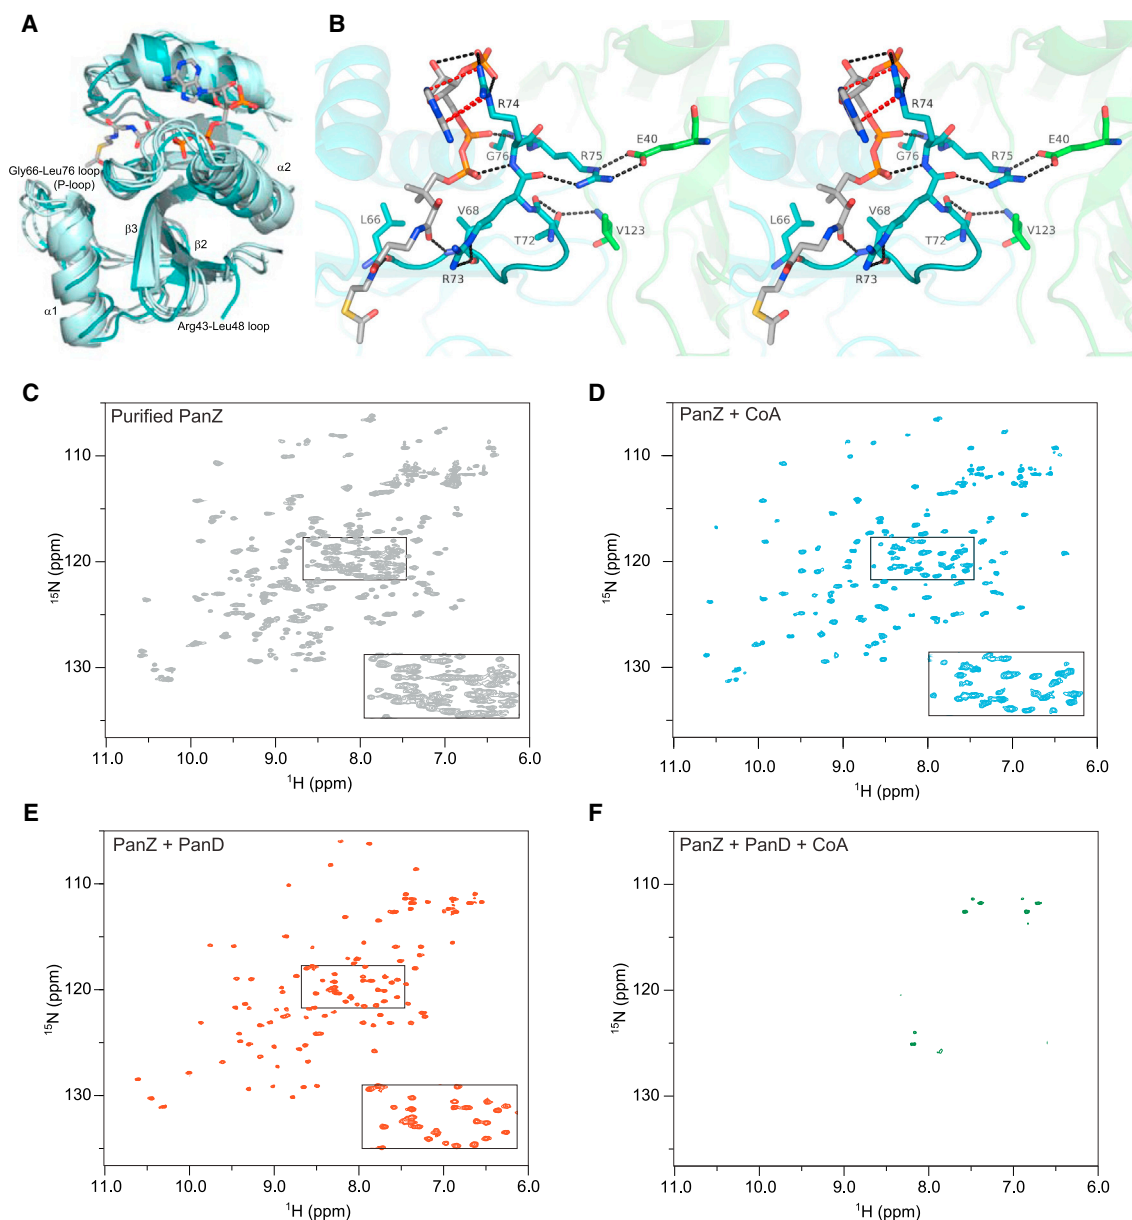 A
Gly66-Leu76 loop
(P-loop)
α2
β3
β2
α1
Arg43-Leu48 loop
B
R74
E40
G76
R75
L66
V68
T72
V123
R73
R74
E40
G76
R75
L66
V68
T72
V123
R73
C
Purified PanZ
110
120
130
15N (ppm)
11.0 10.0 9.0 8.0 7.0 6.0
1H (ppm)
D
PanZ + CoA
110
120
130
15N (ppm)
11.0 10.0 9.0 8.0 7.0 6.0
1H (ppm)
E
PanZ + PanD
110
120
130
15N (ppm)
11.0 10.0 9.0 8.0 7.0 6.0
1H (ppm)
F
PanZ + PanD + CoA
110
120
130
15N (ppm)
11.0 10.0 9.0 8.0 7.0 6.0
1H (ppm)